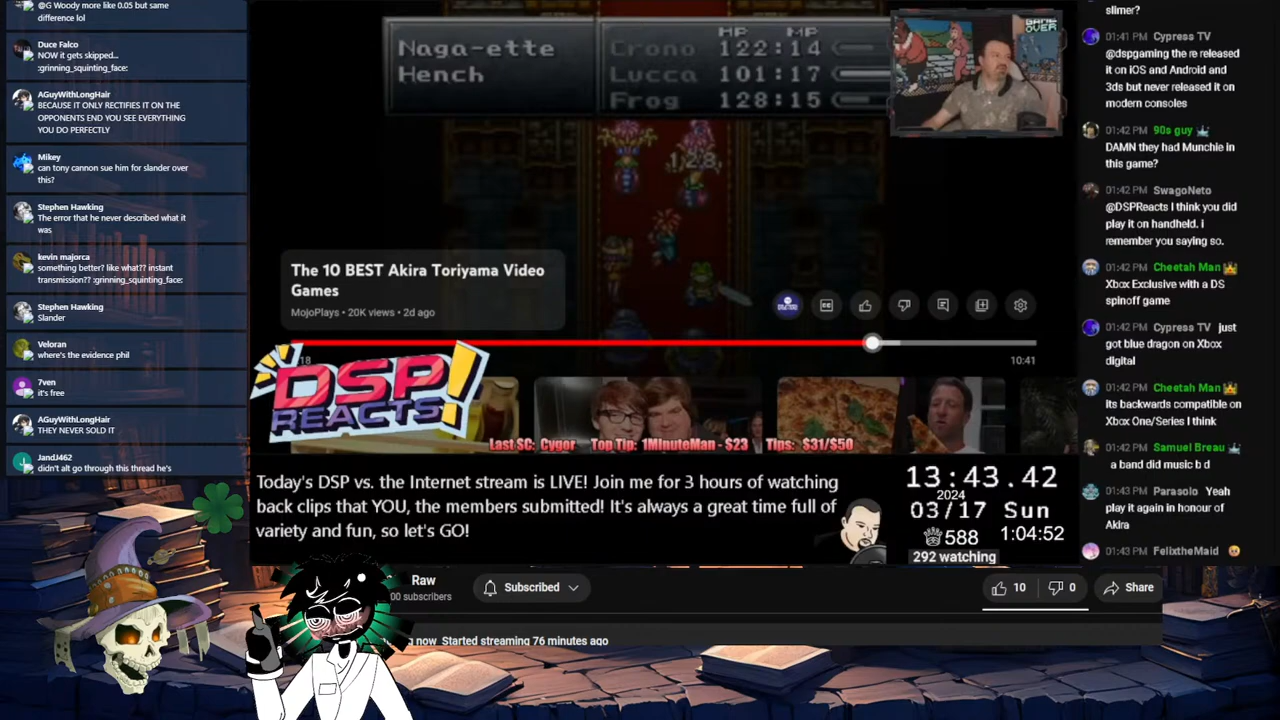 @G Woody more like 0.05 but same
difference lol
Duce Falco
NOW it gets skipped...
:grinning_squinting_face:
AGuyWithLongHair
BECAUSE IT ONLY RECTIFIES IT ON THE
OPPONENTS END YOU SEE EVERYTHING
YOU DO PERFECTLY
Mikey
can tony cannon sue him for slander over
this?
Stephen Hawking
The error that he never described what it
was
kevin majorca
something better? like what?? instant
transmission?? :grinning_squinting_face:
Stephen Hawking
Slander
Veloran
where's the evidence phil
7ven
it's free
AGuyWithLongHair
THEY NEVER SOLD IT
JandJ462
didn't alt go through this thread he's
HP MP
Naga-ette Crono 122:14
Hench Lucca 101:17
Frog 128:15
GAME
OVER
128
The 10 BEST Akira Toriyama Video
Games
MojoPlays • 20K views • 2d ago
CC
18
10:41
DSP
REACTS!
Last SC: Cygor Top Tip: 1MinuteMan - $23 Tips: $31/$50
Today's DSP vs. the Internet stream is LIVE! Join me for 3 hours of watching
back clips that YOU, the members submitted! It's always a great time full of
variety and fun, so let's GO!
13:43.42
2024
03/17 Sun
588 1:04:52
292 watching
Raw
00 subscribers
Subscribed
10 0 Share
ng now Started streaming 76 minutes ago
slimer?
01:41 PM Cypress TV
@dspgaming the re released
it on iOS and Android and
3ds but never released it on
modern consoles
01:42 PM 90s guy
DAMN they had Munchie in
this game?
01:42 PM SwagoNeto
@DSPReacts I think you did
play it on handheld. i
remember you saying so.
01:42 PM Cheetah Man
Xbox Exclusive with a DS
spinoff game
01:42 PM Cypress TV just
got blue dragon on Xbox
digital
01:42 PM Cheetah Man
its backwards compatible on
Xbox One/Series I think
01:42 PM Samuel Breau
a band did music b d
01:43 PM Parasolo Yeah
play it again in honour of
Akira
01:43 PM FelixtheMaid